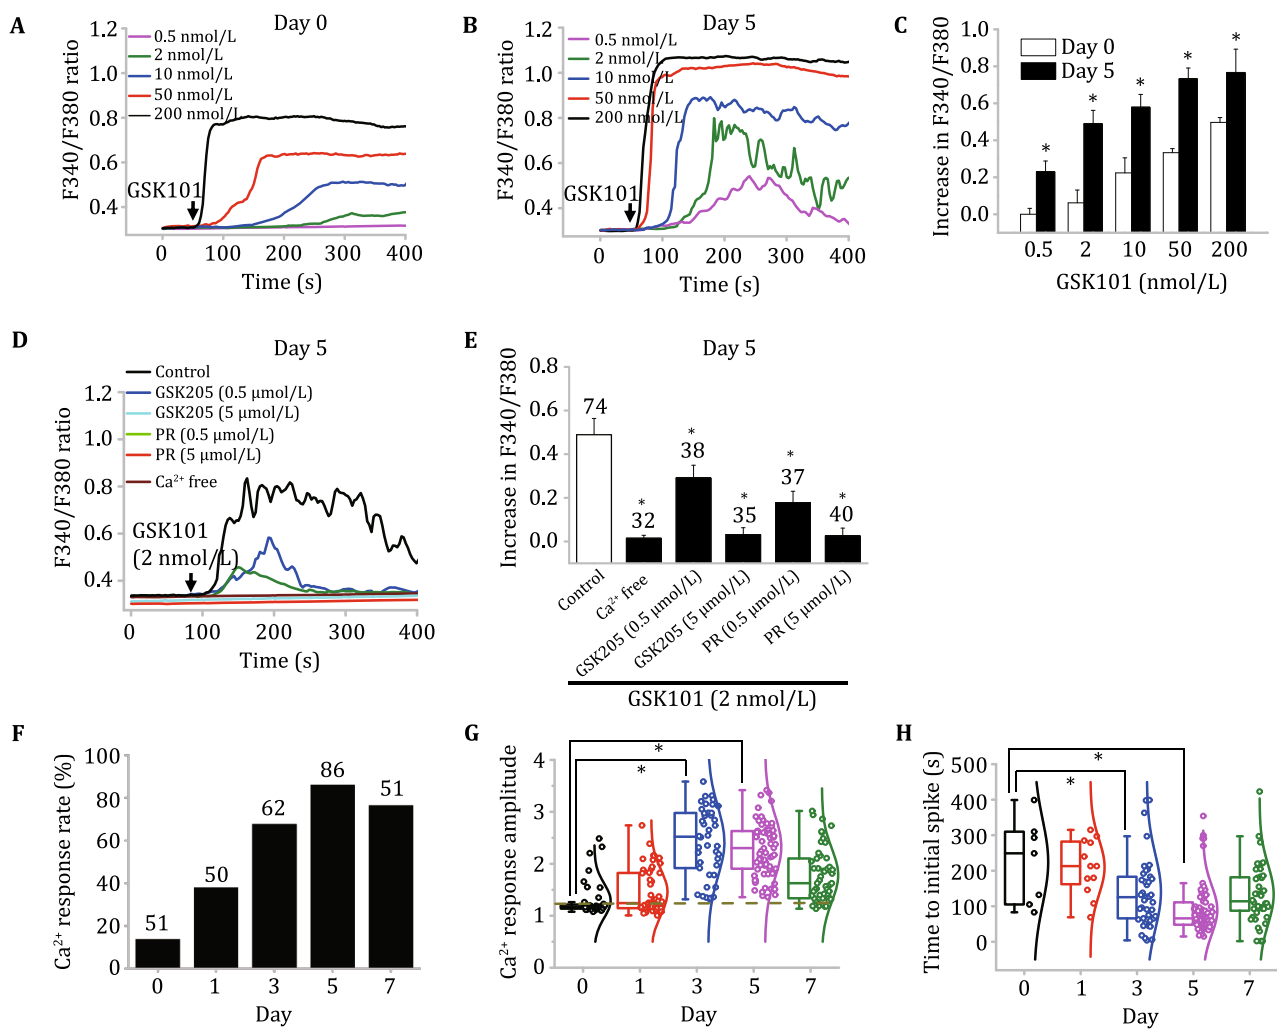 A
Day 0
F340/F380 ratio
1.2
1.0
0.8
0.6
0.4
0.5 nmol/L
2 nmol/L
10 nmol/L
50 nmol/L
200 nmol/L
GSK101
0 100 200 300 400
Time (s)
B
Day 5
F340/F380 ratio
1.2
1.0
0.8
0.6
0.4
0.5 nmol/L
2 nmol/L
10 nmol/L
50 nmol/L
200 nmol/L
GSK101
0 100 200 300 400
Time (s)
C
Increase in F340/F380
1.0
0.8
0.6
0.4
0.2
0.0
Day 0
Day 5
* * * * *
0.5 2 10 50 200
GSK101 (nmol/L)
D
Day 5
F340/F380 ratio
1.2
1.0
0.8
0.6
0.4
Control
GSK205 (0.5 μmol/L)
GSK205 (5 μmol/L)
PR (0.5 μmol/L)
PR (5 μmol/L)
Ca²⁺ free
GSK101
(2 nmol/L)
0 100 200 300 400
Time (s)
E
Day 5
Increase in F340/F380
0.8
0.6
0.4
0.2
0.0
74
*
32
*
38
*
35
*
37
*
40
Control
Ca²⁺ free
GSK205 (0.5 μmol/L)
GSK205 (5 μmol/L)
PR (0.5 μmol/L)
PR (5 μmol/L)
GSK101 (2 nmol/L)
F
Ca²⁺ response rate (%)
100
80
60
40
20
0
51 50 62 86 51
0 1 3 5 7
Day
G
Ca²⁺ response amplitude
4
3
2
1
0
*
*
0 1 3 5 7
Day
H
Time to initial spike (s)
500
400
300
200
100
0
*
*
0 1 3 5 7
Day